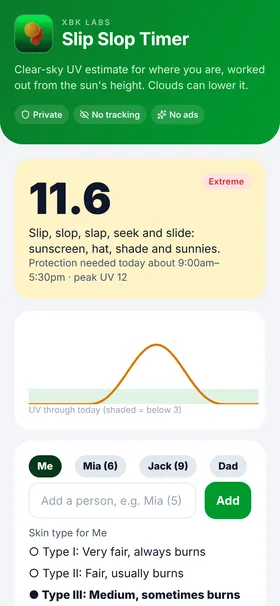 XBK LABS
Slip Slop Timer
Clear-sky UV estimate for where you are, worked
out from the sun's height. Clouds can lower it.
Private
No tracking
No ads
11.6
Extreme
Slip, slop, slap, seek and slide:
sunscreen, hat, shade and sunnies.
Protection needed today about 9:00am–
5:30pm · peak UV 12
UV through today (shaded = below 3)
Me
Mia (6)
Jack (9)
Dad
Add a person, e.g. Mia (5)
Add
Skin type for Me
Type I: Very fair, always burns
Type II: Fair, usually burns
Type III: Medium, sometimes burns